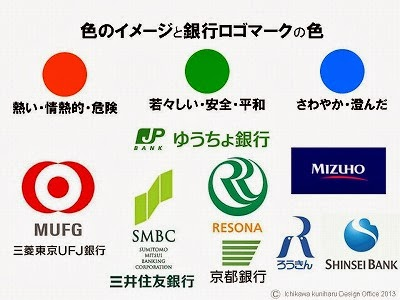 色のイメージと銀行ロゴマークの色
熱い・情熱的・危険
若々しい・安全・平和
さわやか・澄んだ
JP
BANK
ゆうちょ銀行
MUFG
三菱東京UFJ銀行
SMBC
SUMITOMO
MITSUI
BANKING
CORPORATION
三井住友銀行
RESONA
京都銀行
MIZUHO
ろうきん
SHINSEI BANK
© Ichikawa kuniharu Design Office 2013